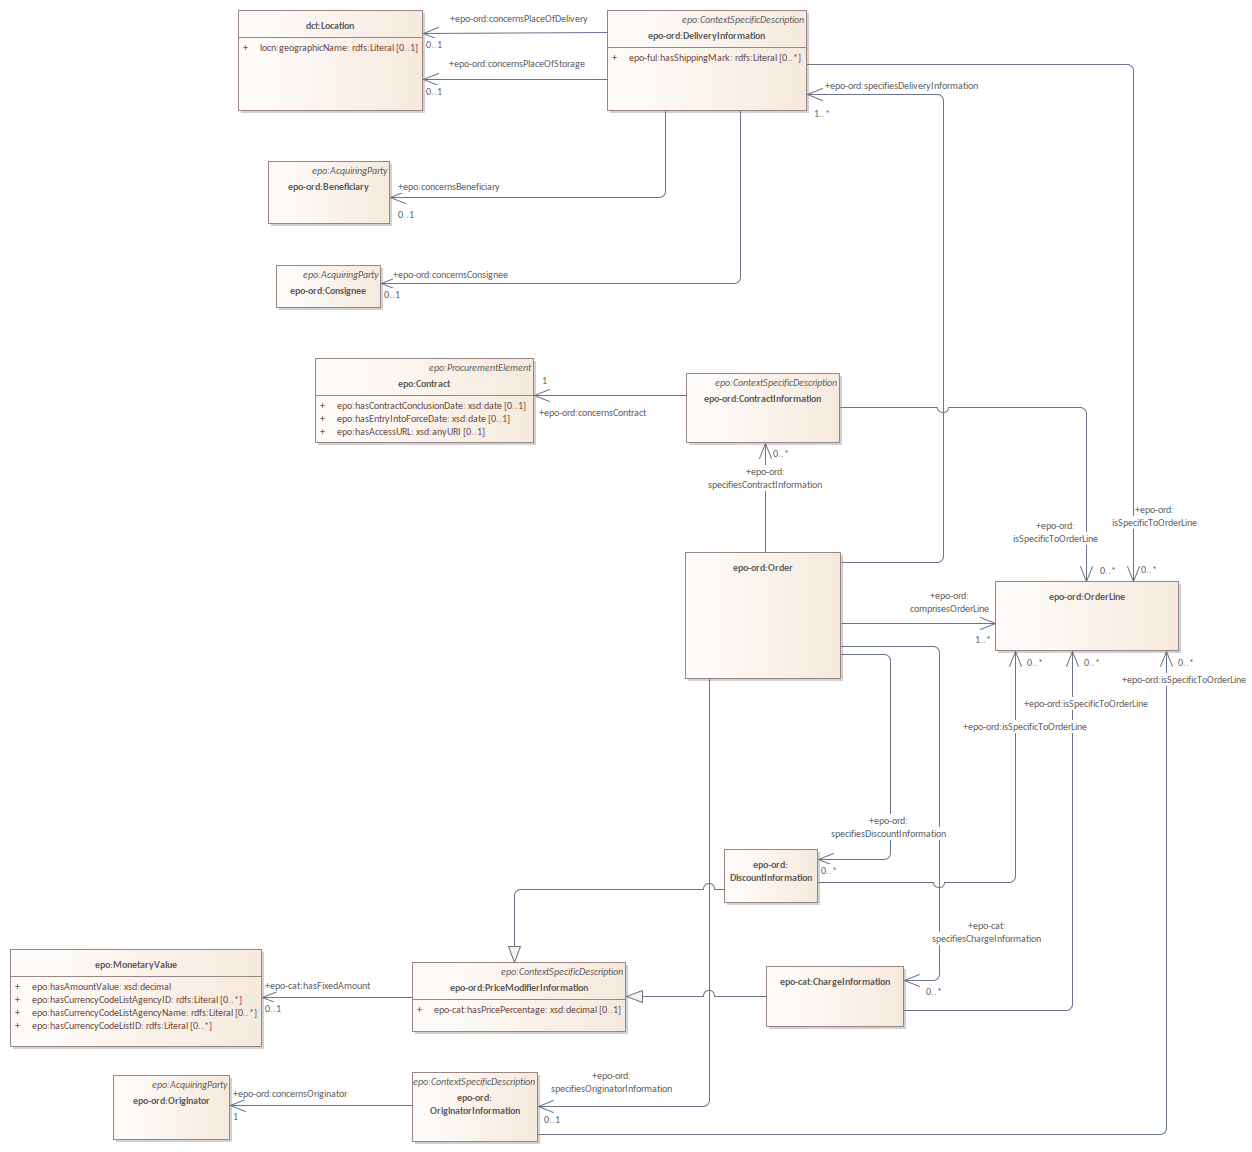 dct:Location
+ locn:geographicName: rdfs:Literal [0..1]
+epo-ord:concernsPlaceOfDelivery
0..1
+epo-ord:concernsPlaceOfStorage
0..1
epo:ContextSpecificDescription
epo-ord:DeliveryInformation
+ epo-ful:hasShippingMark: rdfs:Literal [0..*]
+epo-ord:specifiesDeliveryInformation
1..*
epo:AcquiringParty
epo-ord:Beneficiary
+epo:concernsBeneficiary
0..1
epo:AcquiringParty
epo-ord:Consignee
+epo-ord:concernsConsignee
0..1
epo:ProcurementElement
epo:Contract
+ epo:hasContractConclusionDate: xsd:date [0..1]
+ epo:hasEntryIntoForceDate: xsd:date [0..1]
+ epo:hasAccessURL: xsd:anyURI [0..1]
1
+epo-ord:concernsContract
epo:ContextSpecificDescription
epo-ord:ContractInformation
0..*
+epo-ord:
specifiesContractInformation
+epo-ord:
isSpecificToOrderLine
0..*
+epo-ord:
isSpecificToOrderLine
0..*
epo-ord:Order
+epo-ord:
comprisesOrderLine
1..*
epo-ord:OrderLine
0..*
0..*
0..*
+epo-ord:isSpecificToOrderLine
+epo-ord:isSpecificToOrderLine
+epo-ord:isSpecificToOrderLine
+epo-ord:
specifiesDiscountInformation
0..*
epo-ord:
DiscountInformation
+epo-cat:
specifiesChargeInformation
0..*
epo-cat:ChargeInformation
epo:MonetaryValue
+ epo:hasAmountValue: xsd:decimal
+ epo:hasCurrencyCodeListAgencyID: rdfs:Literal [0..*]
+ epo:hasCurrencyCodeListAgencyName: rdfs:Literal [0..*]
+ epo:hasCurrencyCodeListID: rdfs:Literal [0..*]
+epo-cat:hasFixedAmount
0..1
epo:ContextSpecificDescription
epo-ord:PriceModifierInformation
+ epo-cat:hasPricePercentage: xsd:decimal [0..1]
epo:AcquiringParty
epo-ord:Originator
+epo-ord:concernsOriginator
1
epo:ContextSpecificDescription
epo-ord:
OriginatorInformation
+epo-ord:
specifiesOriginatorInformation
0..1